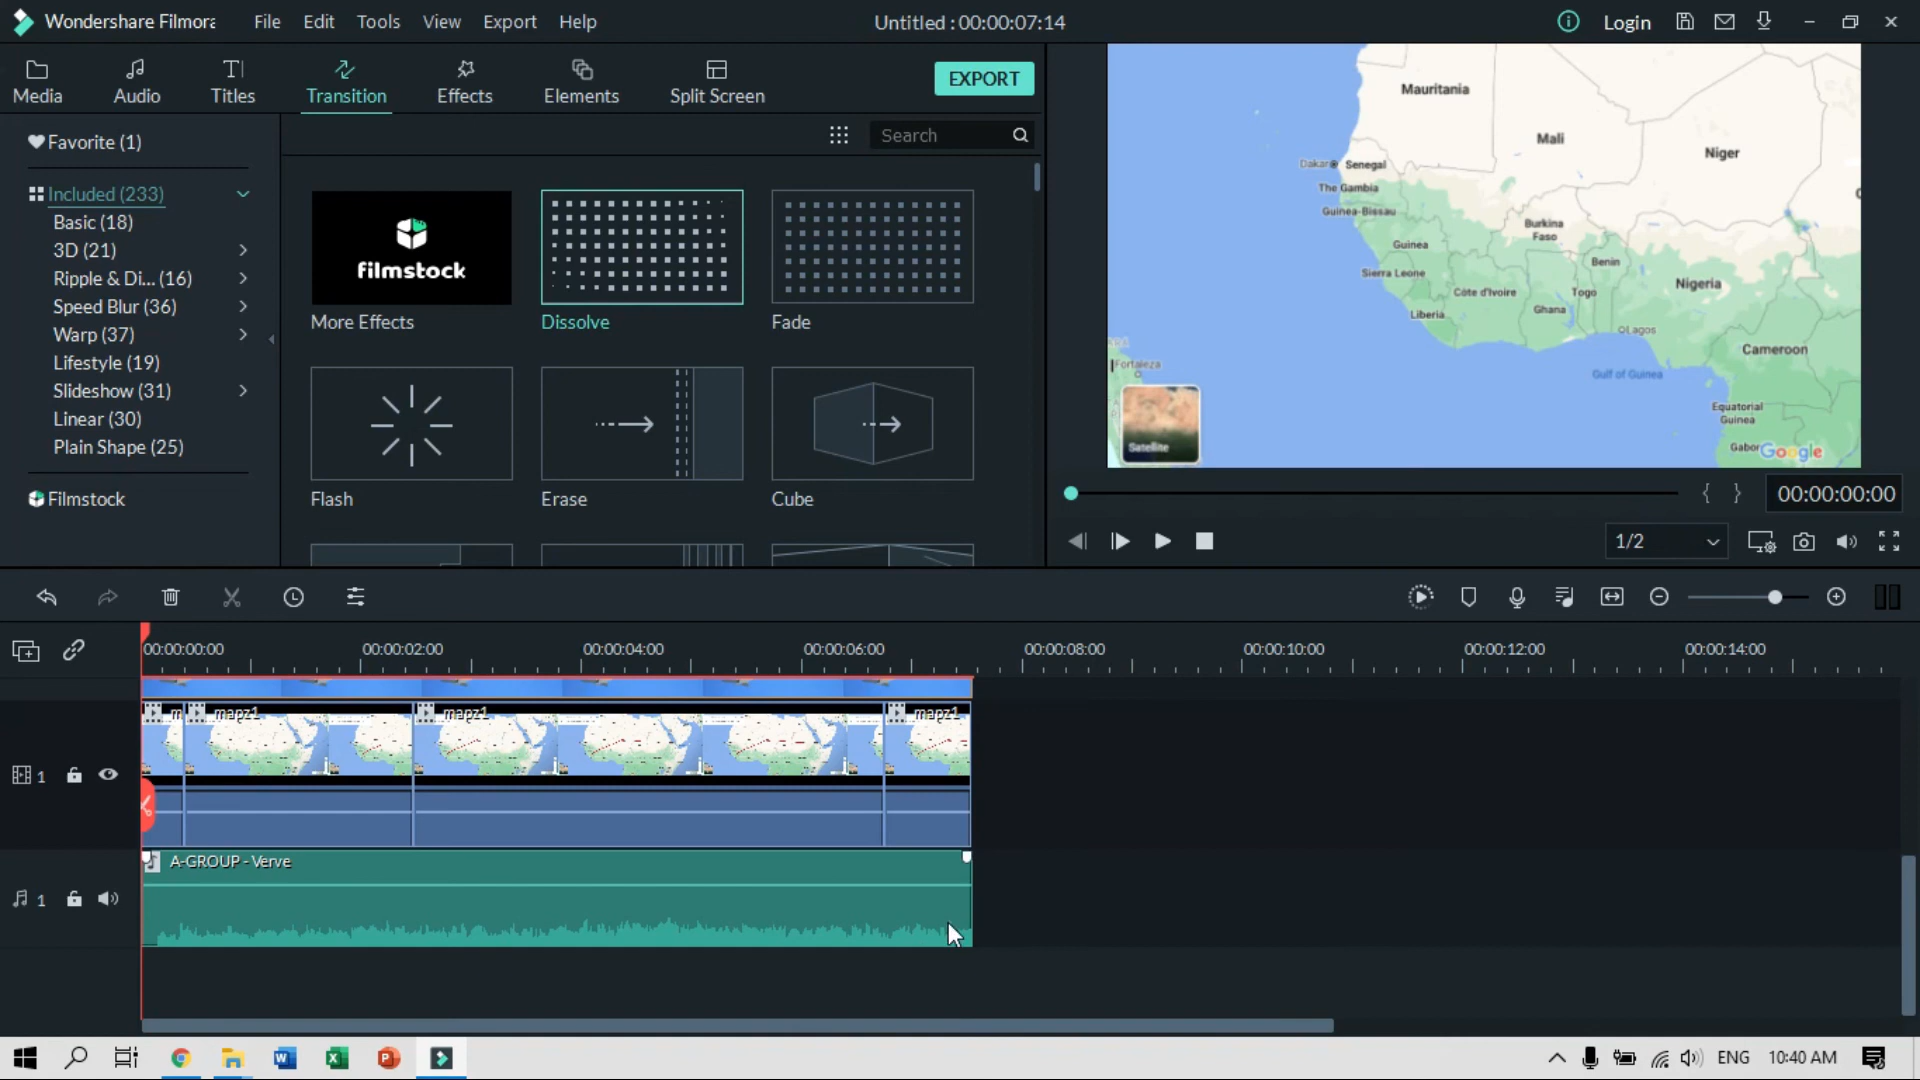 Wondershare Filmora
File Edit Tools View Export Help
Untitled : 00:00:07:14
Login
Media
Audio
Titles
Transition
Effects
Elements
Split Screen
EXPORT
Favorite (1)
Included (233)
Basic (18)
3D (21)
Ripple & Di... (16)
Speed Blur (36)
Warp (37)
Lifestyle (19)
Slideshow (31)
Linear (30)
Plain Shape (25)
Filmstock
Search
filmstock
More Effects
Dissolve
Fade
Flash
Erase
Cube
Mauritania
Mali
Niger
Dakar
Senegal
The Gambia
Guinea-Bissau
Burkina
Faso
Guinea
Benin
Sierra Leone
Nigeria
Côte d'Ivoire
Togo
Ghana
Liberia
Lagos
Cameroon
Fortaleza
Gulf of Guinea
Equatorial
Guinea
Gabon
Google
Satellite
{ } 00:00:00:00
1/2
00:00:00:00 00:00:02:00 00:00:04:00 00:00:06:00 00:00:08:00 00:00:10:00 00:00:12:00 00:00:14:00
m mapz1 mapz1 mapz1
1
A-GROUP - Verve
1
ENG 10:40 AM